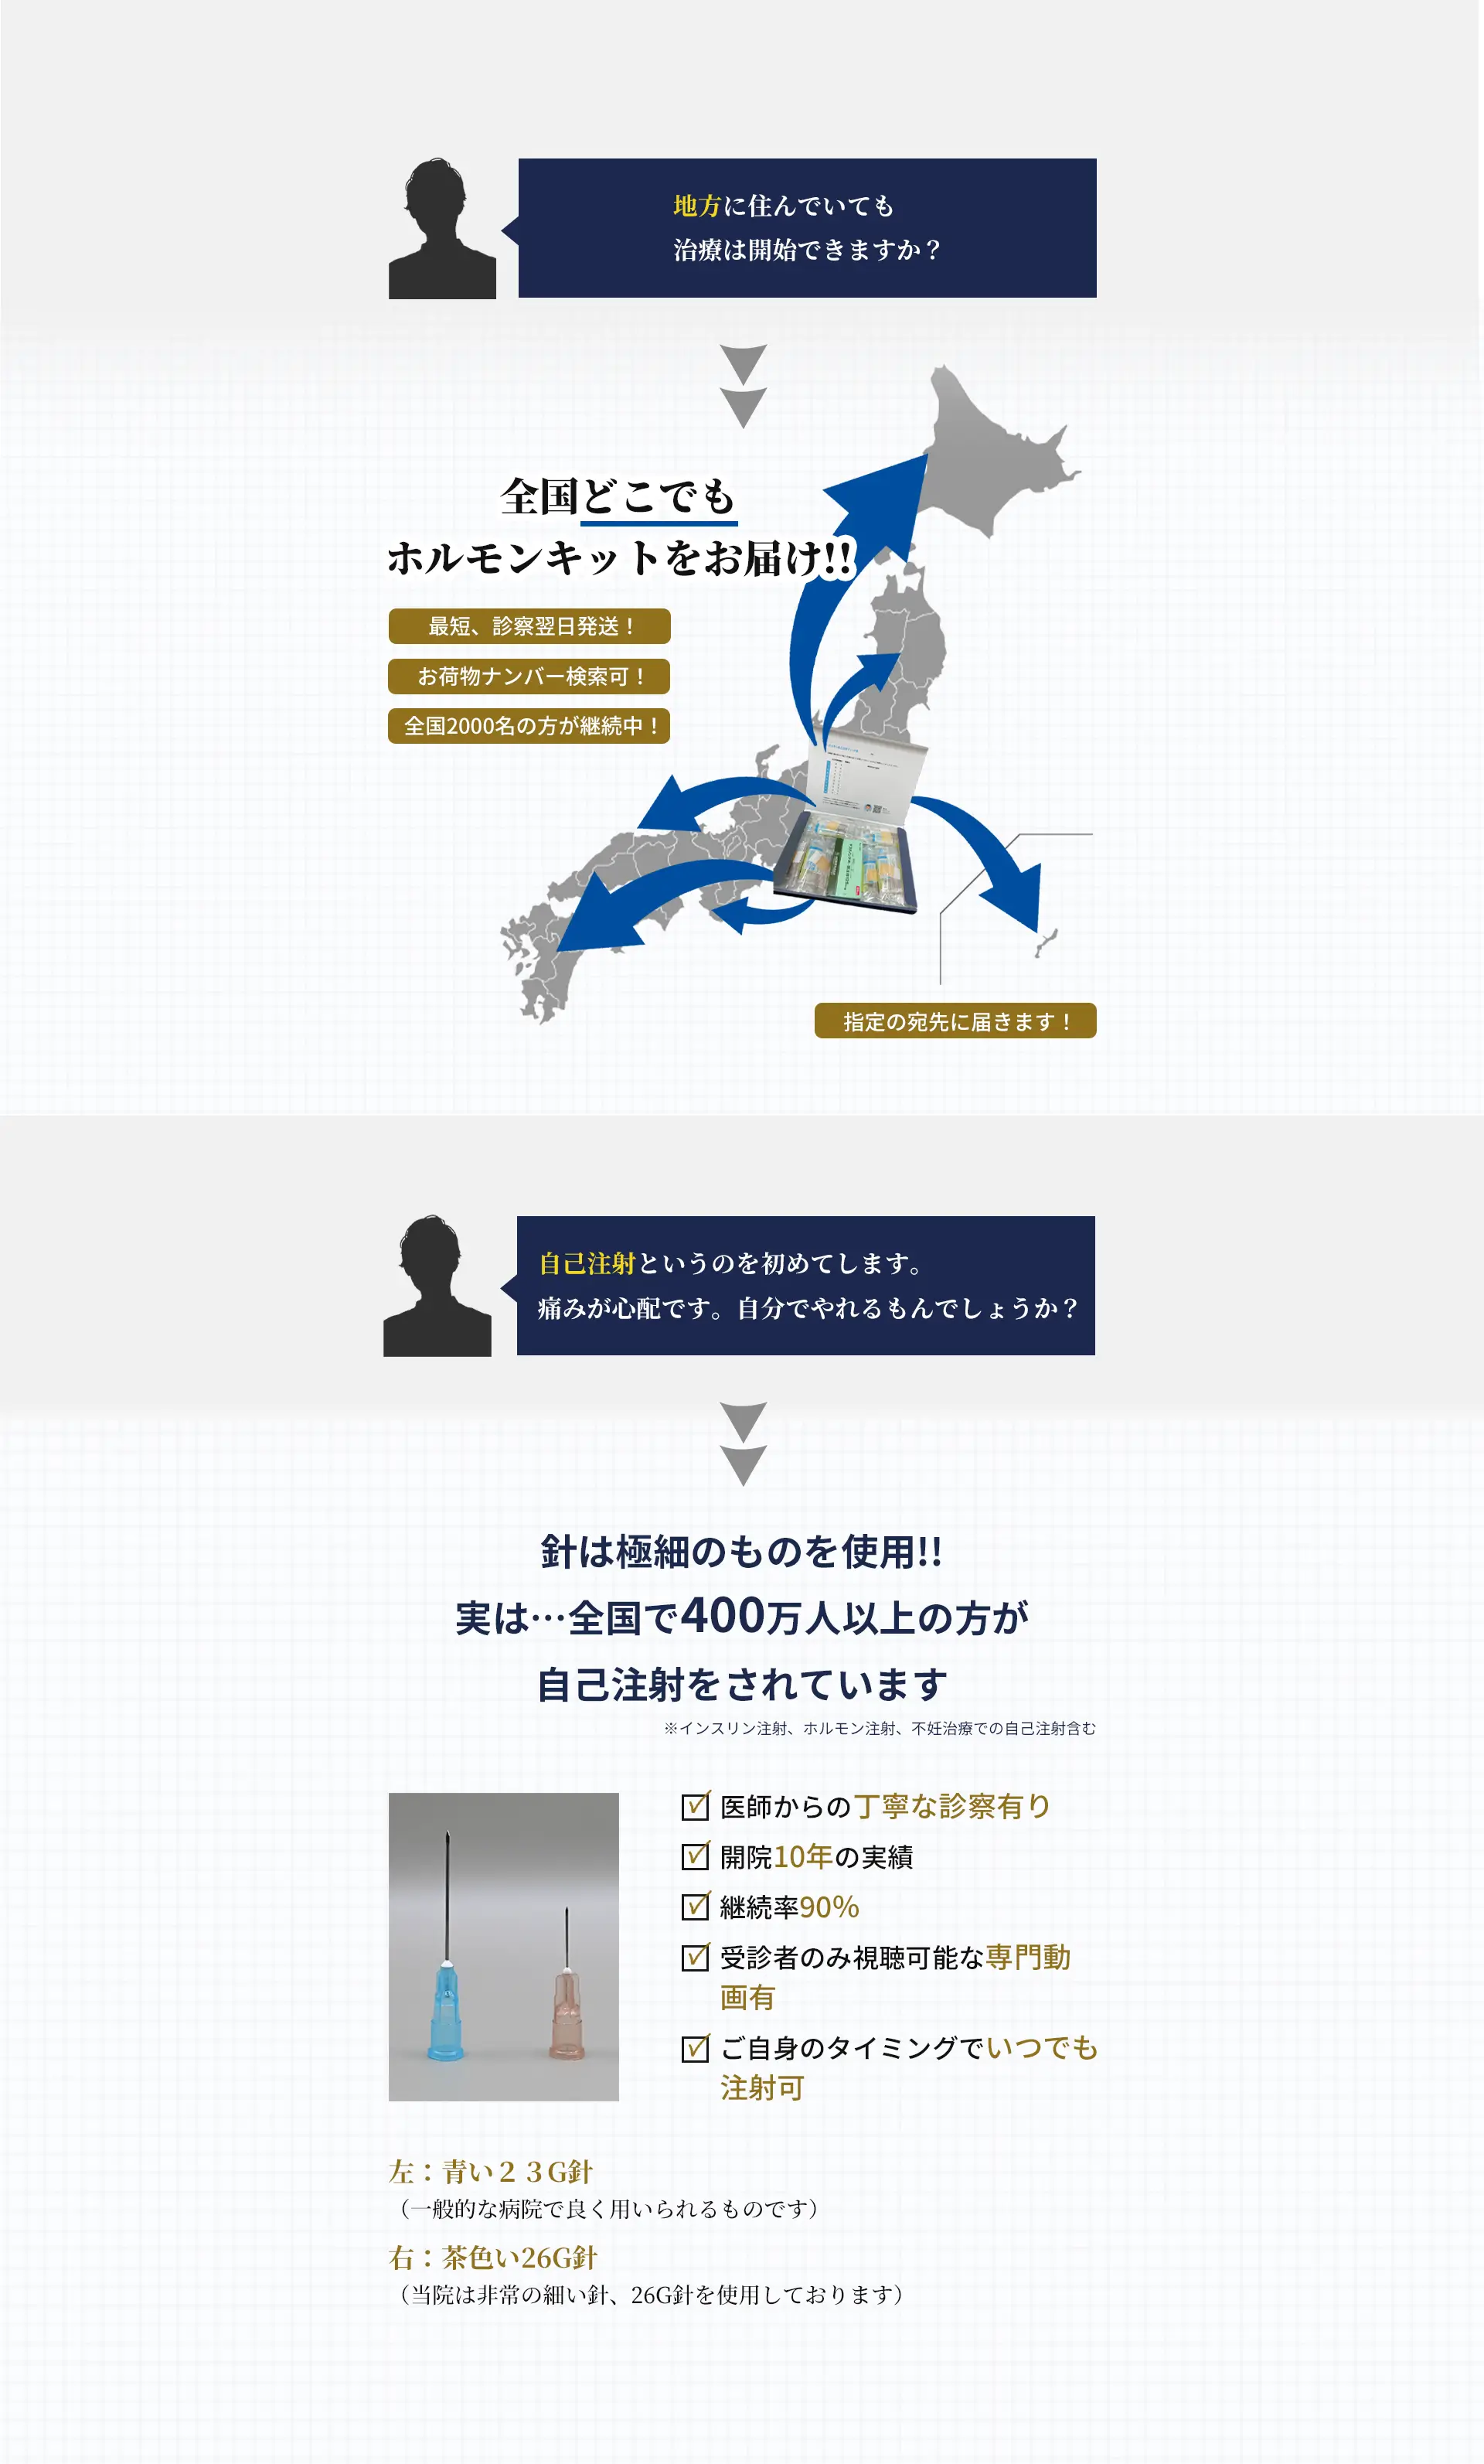 地方に住んでいても
治療は開始できますか？
全国どこでも
ホルモンキットをお届け!!
最短、診察翌日発送！
お荷物ナンバー検索可！
全国2000名の方が継続中！
指定の宛先に届きます！
自己注射というのを初めてします。
痛みが心配です。自分でやれるもんでしょうか？
針は極細のものを使用!!
実は…全国で400万人以上の方が
自己注射をされています
※インスリン注射、ホルモン注射、不妊治療での自己注射含む
医師からの丁寧な診察有り
開院10年の実績
継続率90%
受診者のみ視聴可能な専門動
画有
ご自身のタイミングでいつでも
注射可
左：青い２３G針
（一般的な病院で良く用いられるものです）
右：茶色い26G針
（当院は非常の細い針、26G針を使用しております）